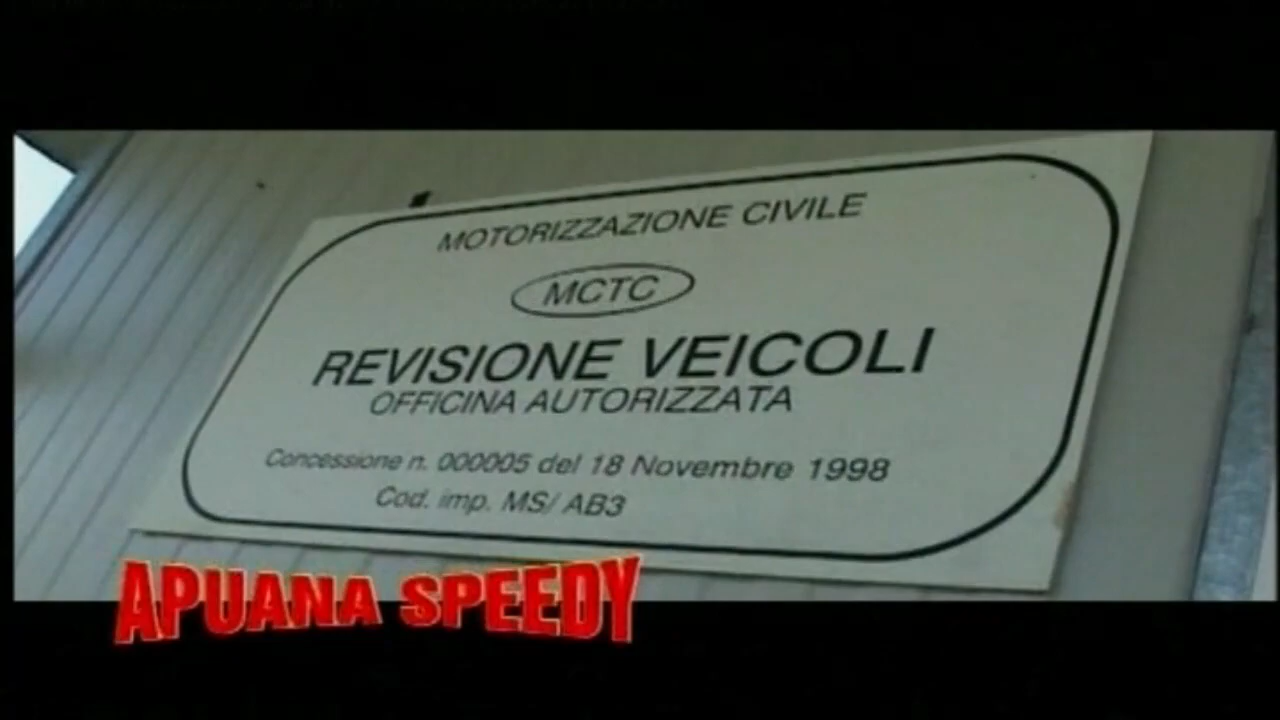 MOTORIZZAZIONE CIVILE
MCTC
REVISIONE VEICOLI
OFFICINA AUTORIZZATA
Concessione n. 000005 del 18 Novembre 1998
Cod. imp. MS/ AB3
APUANA SPEEDY